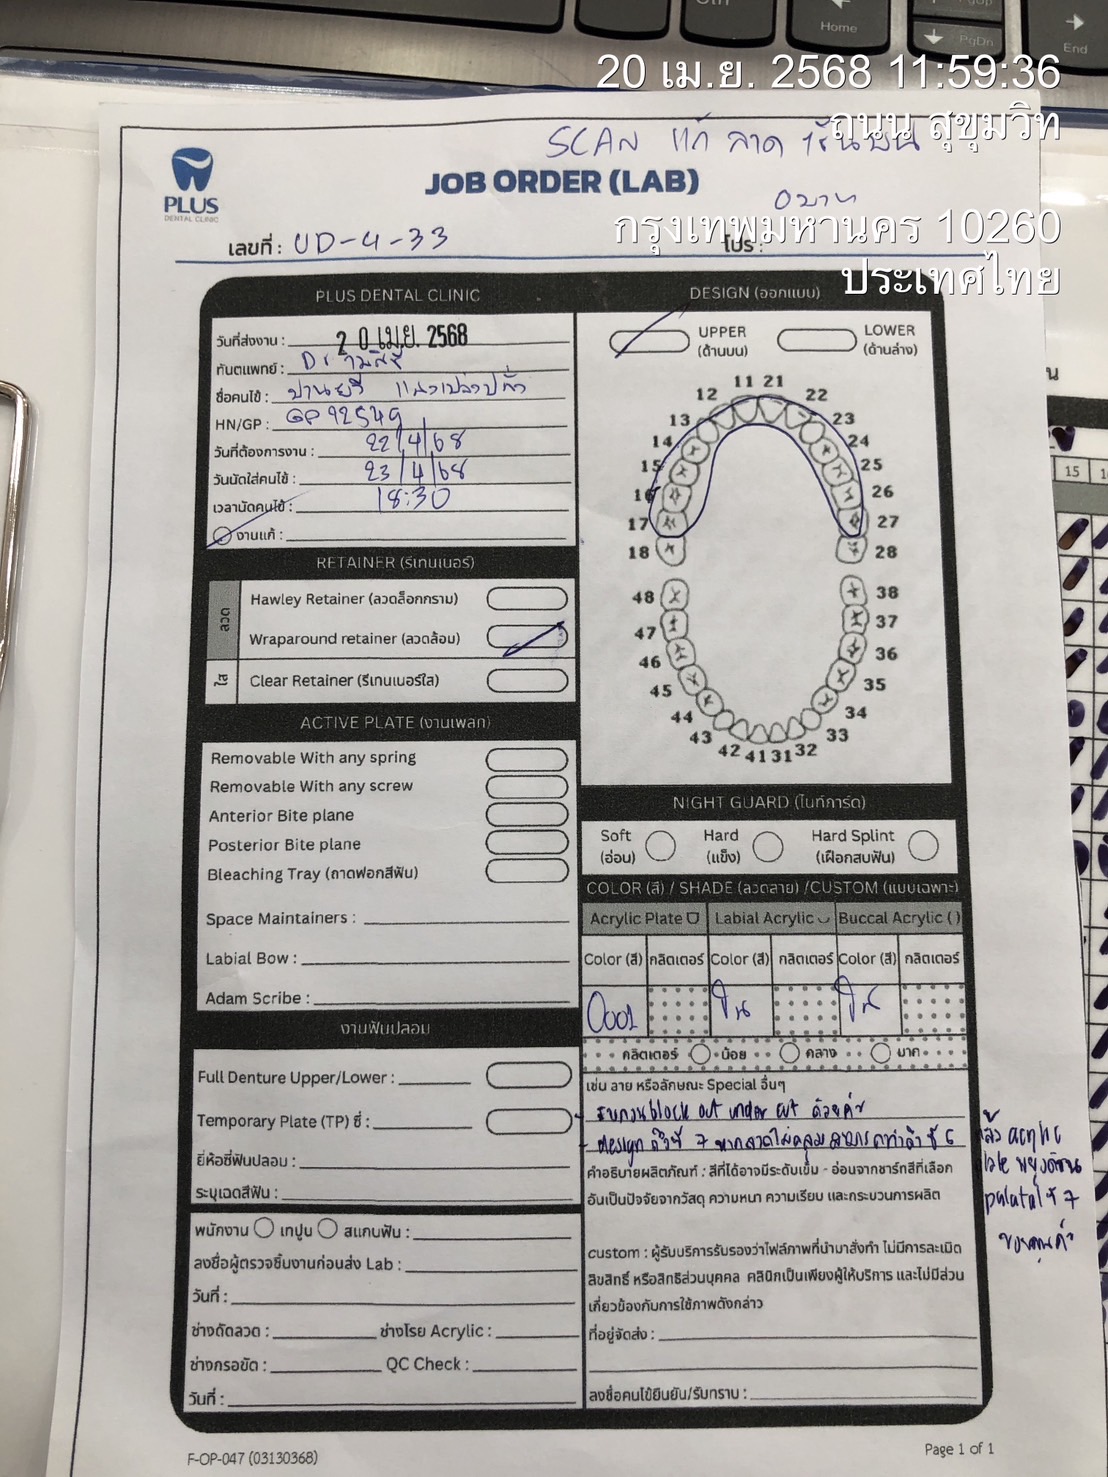 Home
PgDn
End
20 เม.ย. 2568 11:59:36
ถนน สุขุมวิท
กรุงเทพมหานคร 10260
ประเทศไทย
SCAN แก้ ลวด ชิ้นบน
PLUS
DENTAL CLINIC
JOB ORDER (LAB)
0 บาท
เลขที่ : UD-4-33
โปร :
PLUS DENTAL CLINIC
วันที่ส่งงาน : 20 เม.ย. 2568
ทันตแพทย์ : Dr.
ชื่อคนไข้ :
HN/GP : GP92549
วันที่ต้องการงาน : 22/4/68
วันนัดใส่คนไข้ : 23/4/68
เวลานัดคนไข้ : 18:30
งานแก้ :
RETAINER (รีเทนเนอร์)
ลวด
Hawley Retainer (ลวดล็อกกราม)
Wraparound retainer (ลวดล้อม)
ใส
Clear Retainer (รีเทนเนอร์ใส)
ACTIVE PLATE (งานเพลท)
Removable With any spring
Removable With any screw
Anterior Bite plane
Posterior Bite plane
Bleaching Tray (ถาดฟอกสีฟัน)
Space Maintainers :
Labial Bow :
Adam Scribe :
งานฟันปลอม
Full Denture Upper/Lower :
Temporary Plate (TP) ซี่ :
ยี่ห้อซี่ฟันปลอม :
ระบุเฉดสีฟัน :
พนักงาน เทปูน สแกนฟัน :
ลงชื่อผู้ตรวจชิ้นงานก่อนส่ง Lab :
วันที่ :
ช่างดัดลวด : ช่างโรย Acrylic :
ช่างกรอขัด : QC Check :
วันที่ :
DESIGN (ออกแบบ)
UPPER (ด้านบน)
LOWER (ด้านล่าง)
11 21
12 22
13 23
14 24
15 25
16 26
17 27
18 28
48 38
47 37
46 36
45 35
44 34
43 33
42 41 31 32
NIGHT GUARD (ไนท์การ์ด)
Soft (อ่อน)
Hard (แข็ง)
Hard Splint (เฝือกสบฟัน)
COLOR (สี) / SHADE (ลวดลาย) /CUSTOM (แบบเฉพาะ)
Acrylic Plate Labial Acrylic Buccal Acrylic ( )
Color (สี) กลิตเตอร์ Color (สี) กลิตเตอร์ Color (สี) กลิตเตอร์
0001
กลิตเตอร์ น้อย กลาง มาก
เช่น ลาย หรือลักษณะ Special อื่นๆ
- รบกวน block out under cut ด้วยค่ะ
- design ถึงซี่ 7 หากลวดไม่คลุม สามารถทำถึงซี่ 6
แล้ว acrylic
palatal ซี่ 7
ขอบคุณค่ะ
คำอธิบายผลิตภัณฑ์ : สีที่ได้อาจมีระดับเข้ม - อ่อนจากชาร์ทสีที่เลือก
อันเป็นปัจจัยจากวัสดุ ความหนา ความเรียบ และกระบวนการผลิต
custom : ผู้รับบริการรับรองว่าไฟล์ภาพที่นำมาสั่งทำ ไม่มีการละเมิด
ลิขสิทธิ์ หรือสิทธิส่วนบุคคล คลินิกเป็นเพียงผู้ให้บริการ และไม่มีส่วน
เกี่ยวข้องกับการใช้ภาพดังกล่าว
ที่อยู่จัดส่ง :
ลงชื่อคนไข้ยืนยัน/รับทราบ :
F-OP-047 (03130368)
Page 1 of 1
15